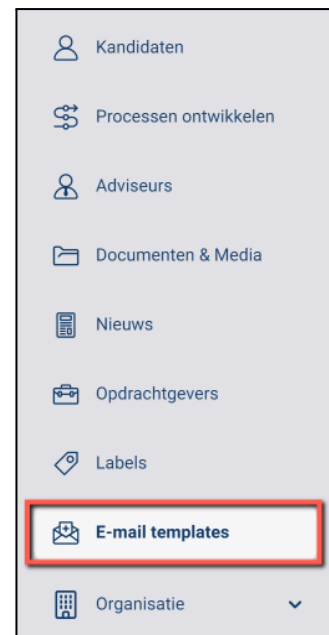 Kandidaten
Processen ontwikkelen
Adviseurs
Documenten & Media
Nieuws
Opdrachtgevers
Labels
E-mail templates
Organisatie